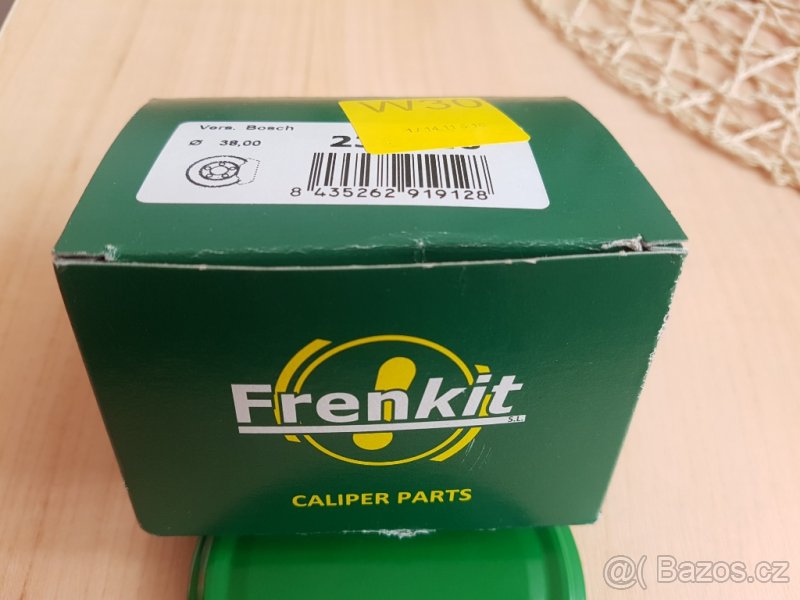 W30
Vers. Bosch
Ø 38,00
8 435262 919128
Frenkit
S.L.
CALIPER PARTS
@( Bazos.cz